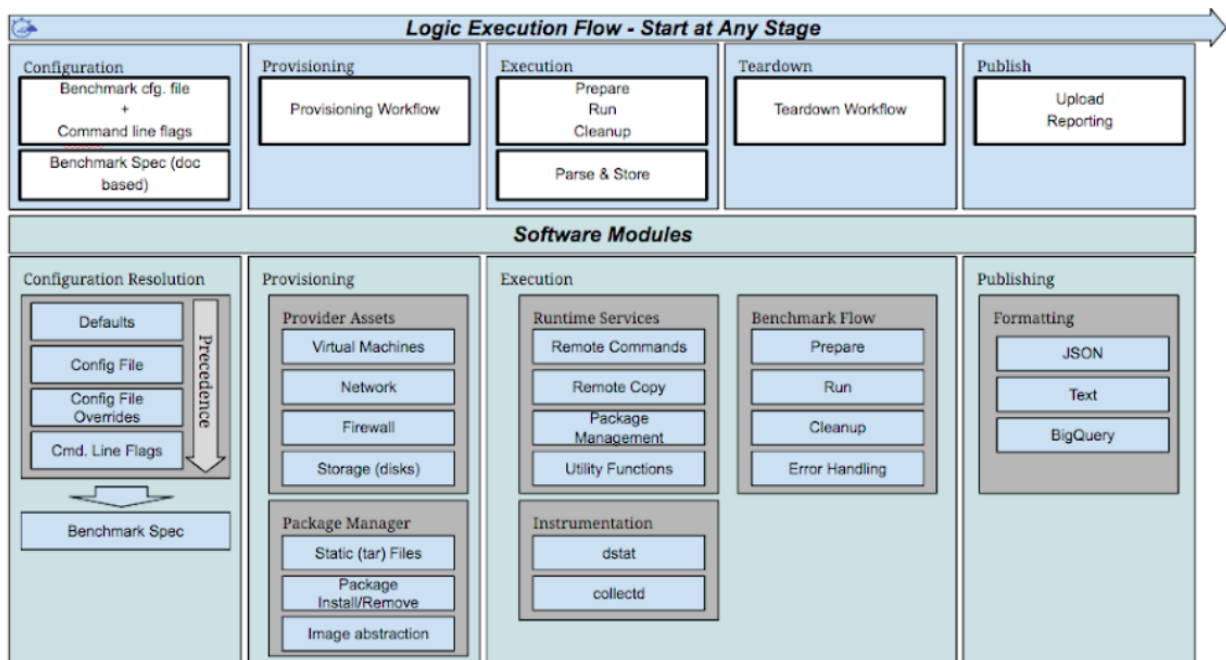 Logic Execution Flow - Start at Any Stage
Configuration
Benchmark cfg. file
+
Command line flags
Benchmark Spec (doc
based)
Provisioning
Provisioning Workflow
Execution
Prepare
Run
Cleanup
Parse & Store
Teardown
Teardown Workflow
Publish
Upload
Reporting
Software Modules
Configuration Resolution
Defaults
Config File
Config File
Overrides
Cmd. Line Flags
Precedence
Benchmark Spec
Provisioning
Provider Assets
Virtual Machines
Network
Firewall
Storage (disks)
Package Manager
Static (tar) Files
Package
Install/Remove
Image abstraction
Execution
Runtime Services
Remote Commands
Remote Copy
Package
Management
Utility Functions
Instrumentation
dstat
collectd
Benchmark Flow
Prepare
Run
Cleanup
Error Handling
Publishing
Formatting
JSON
Text
BigQuery